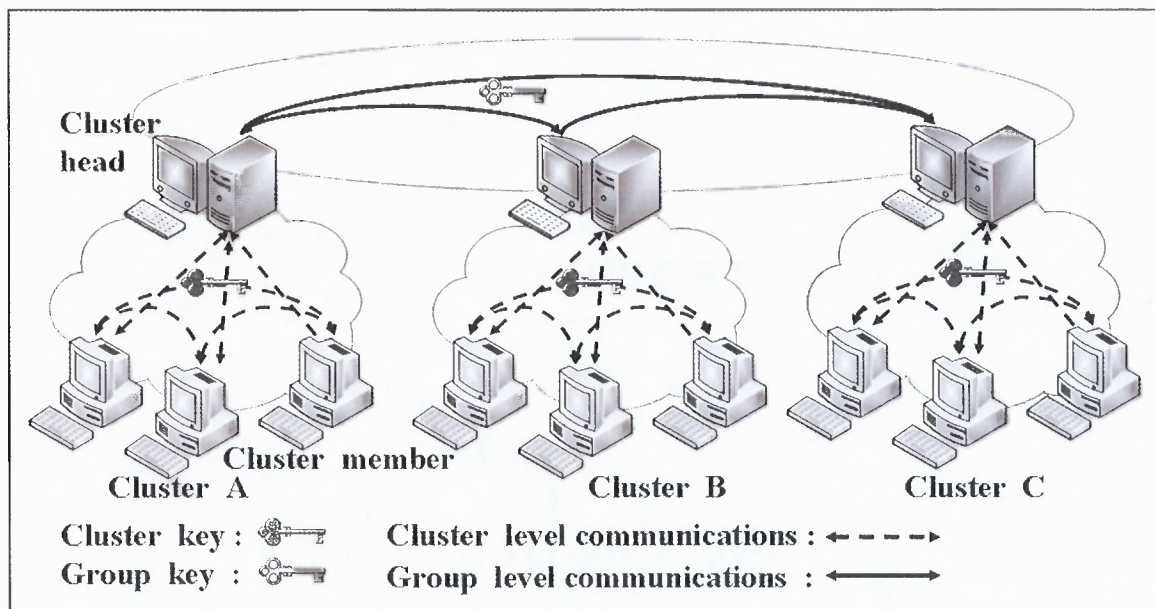 Cluster
head
Cluster member
Cluster A
Cluster B
Cluster C
Cluster key :
Cluster level communications :
Group key :
Group level communications :